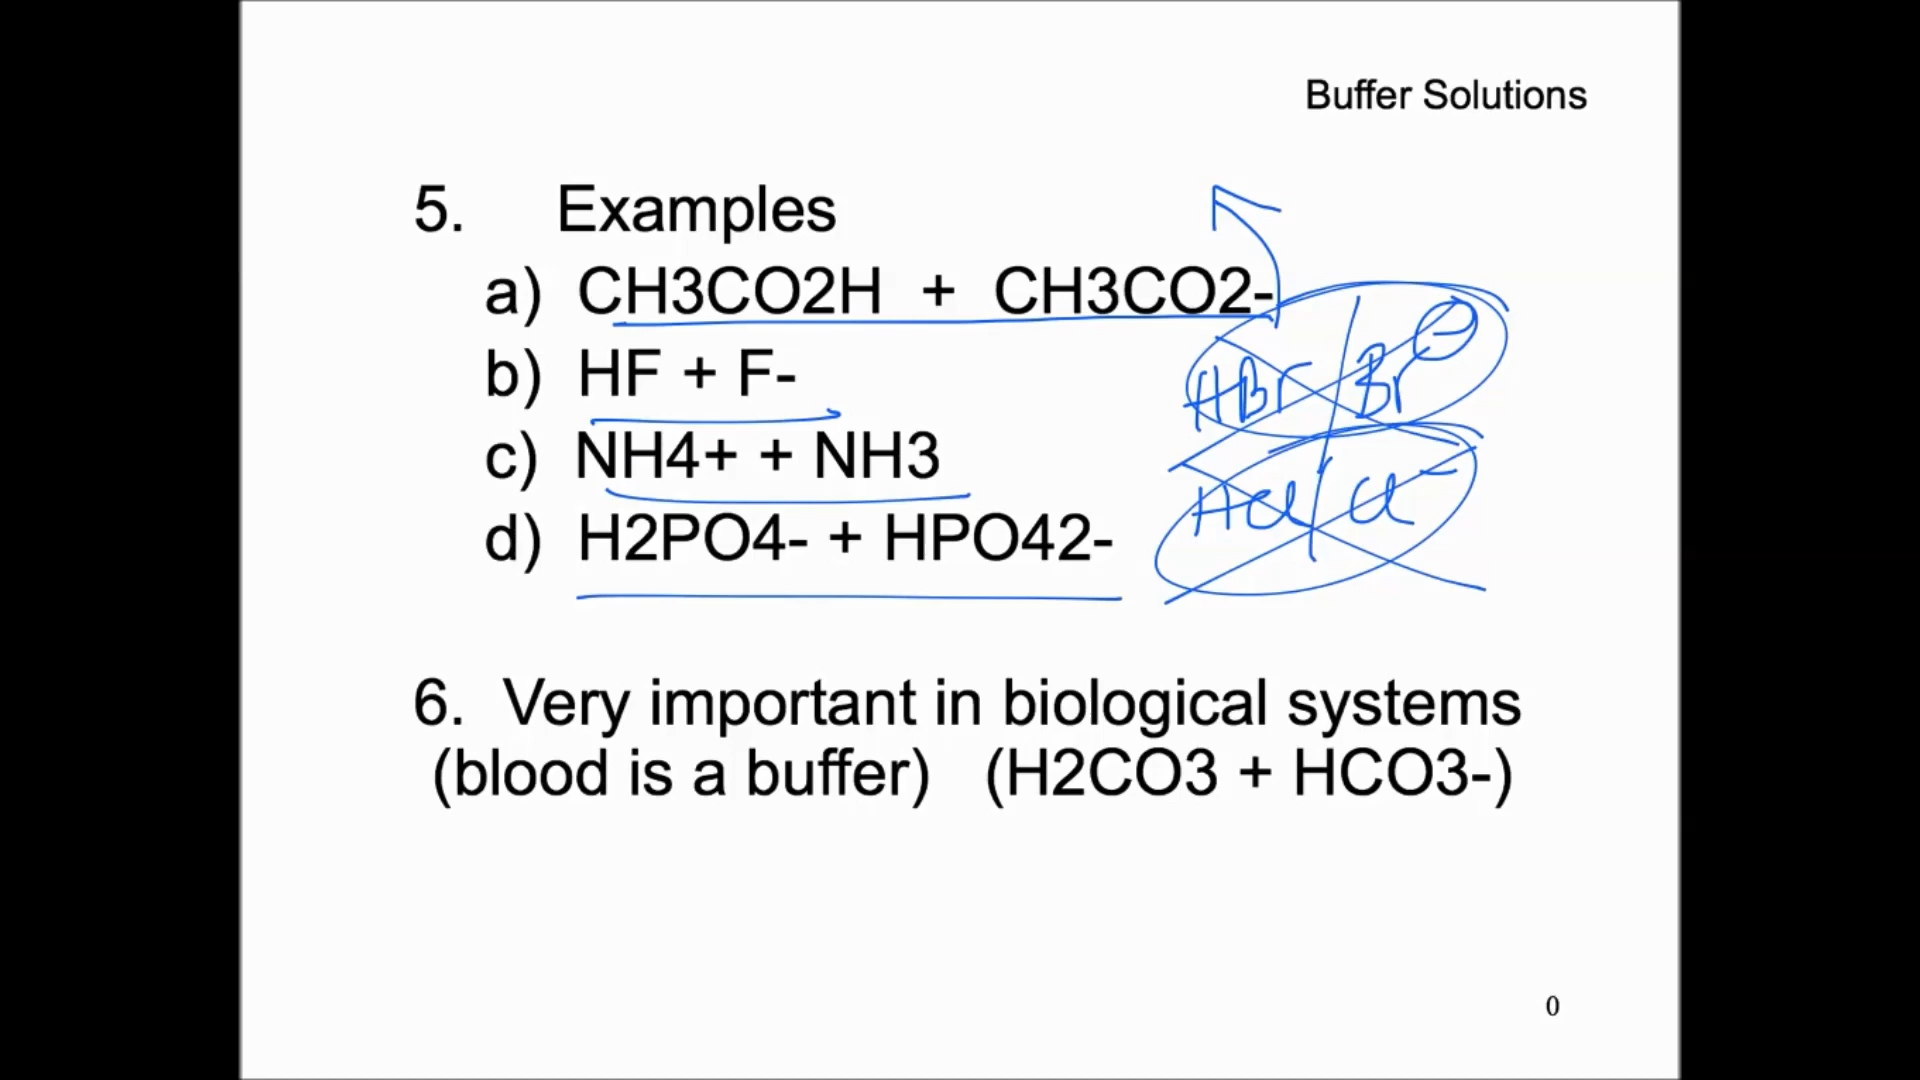 Buffer Solutions
5. Examples
a) CH3CO2H + CH3CO2-
b) HF + F-
HBr / Br-
c) NH4+ + NH3
HCl / Cl-
d) H2PO4- + HPO42-
6. Very important in biological systems
(blood is a buffer) (H2CO3 + HCO3-)
0